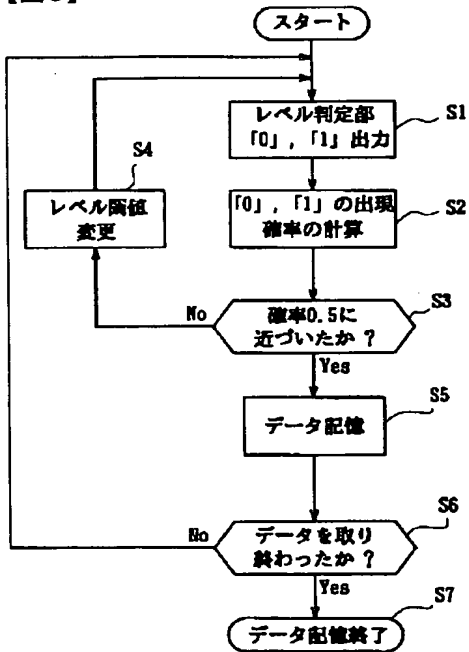 スタート
レベル判定部
「0」,「1」出力
S1
S4
レベル閾値
変更
「0」,「1」の出現
確率の計算
S2
確率0.5に
近づいたか?
S3
No
Yes
データ記憶
S5
データを取り
終わったか?
S6
No
Yes
データ記憶終了
S7